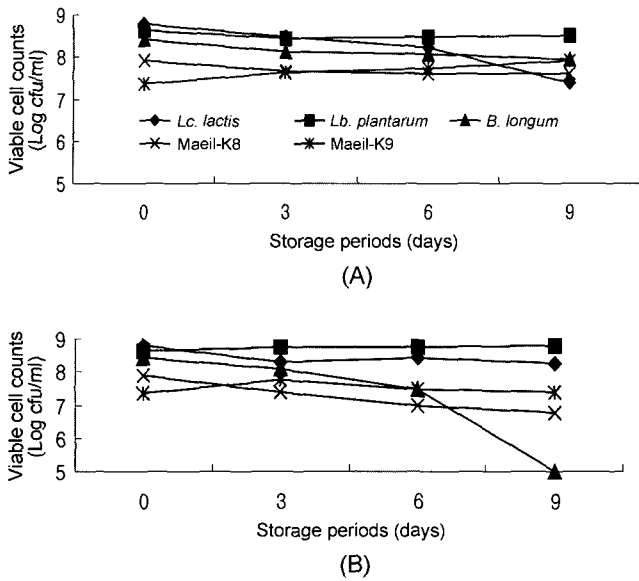 Viable cell counts
(Log cfu/ml)
9
8
7
6
5
Lc. lactis Lb. plantarum B. longum
Maeil-K8 Maeil-K9
0 3 6 9
Storage periods (days)
(A)
Viable cell counts
(Log cfu/ml)
9
8
7
6
5
0 3 6 9
Storage periods (days)
(B)